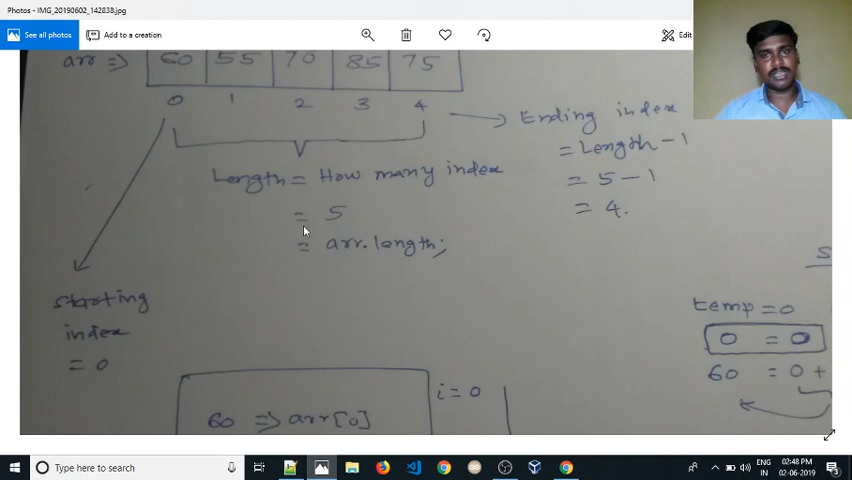 Photos - IMG_20190602_142838.jpg
See all photos
Add to a creation
Edit
arr => 60 55 70 85 75
0 1 2 3 4
Ending index
= Length - 1
= 5 - 1
= 4.
Length = How many index
= 5
= arr.length;
starting
index
= 0
temp = 0
0 = 0
60 = 0 +
60 => arr[0]
i = 0
Type here to search
ENG
IN
02:48 PM
02-06-2019
3